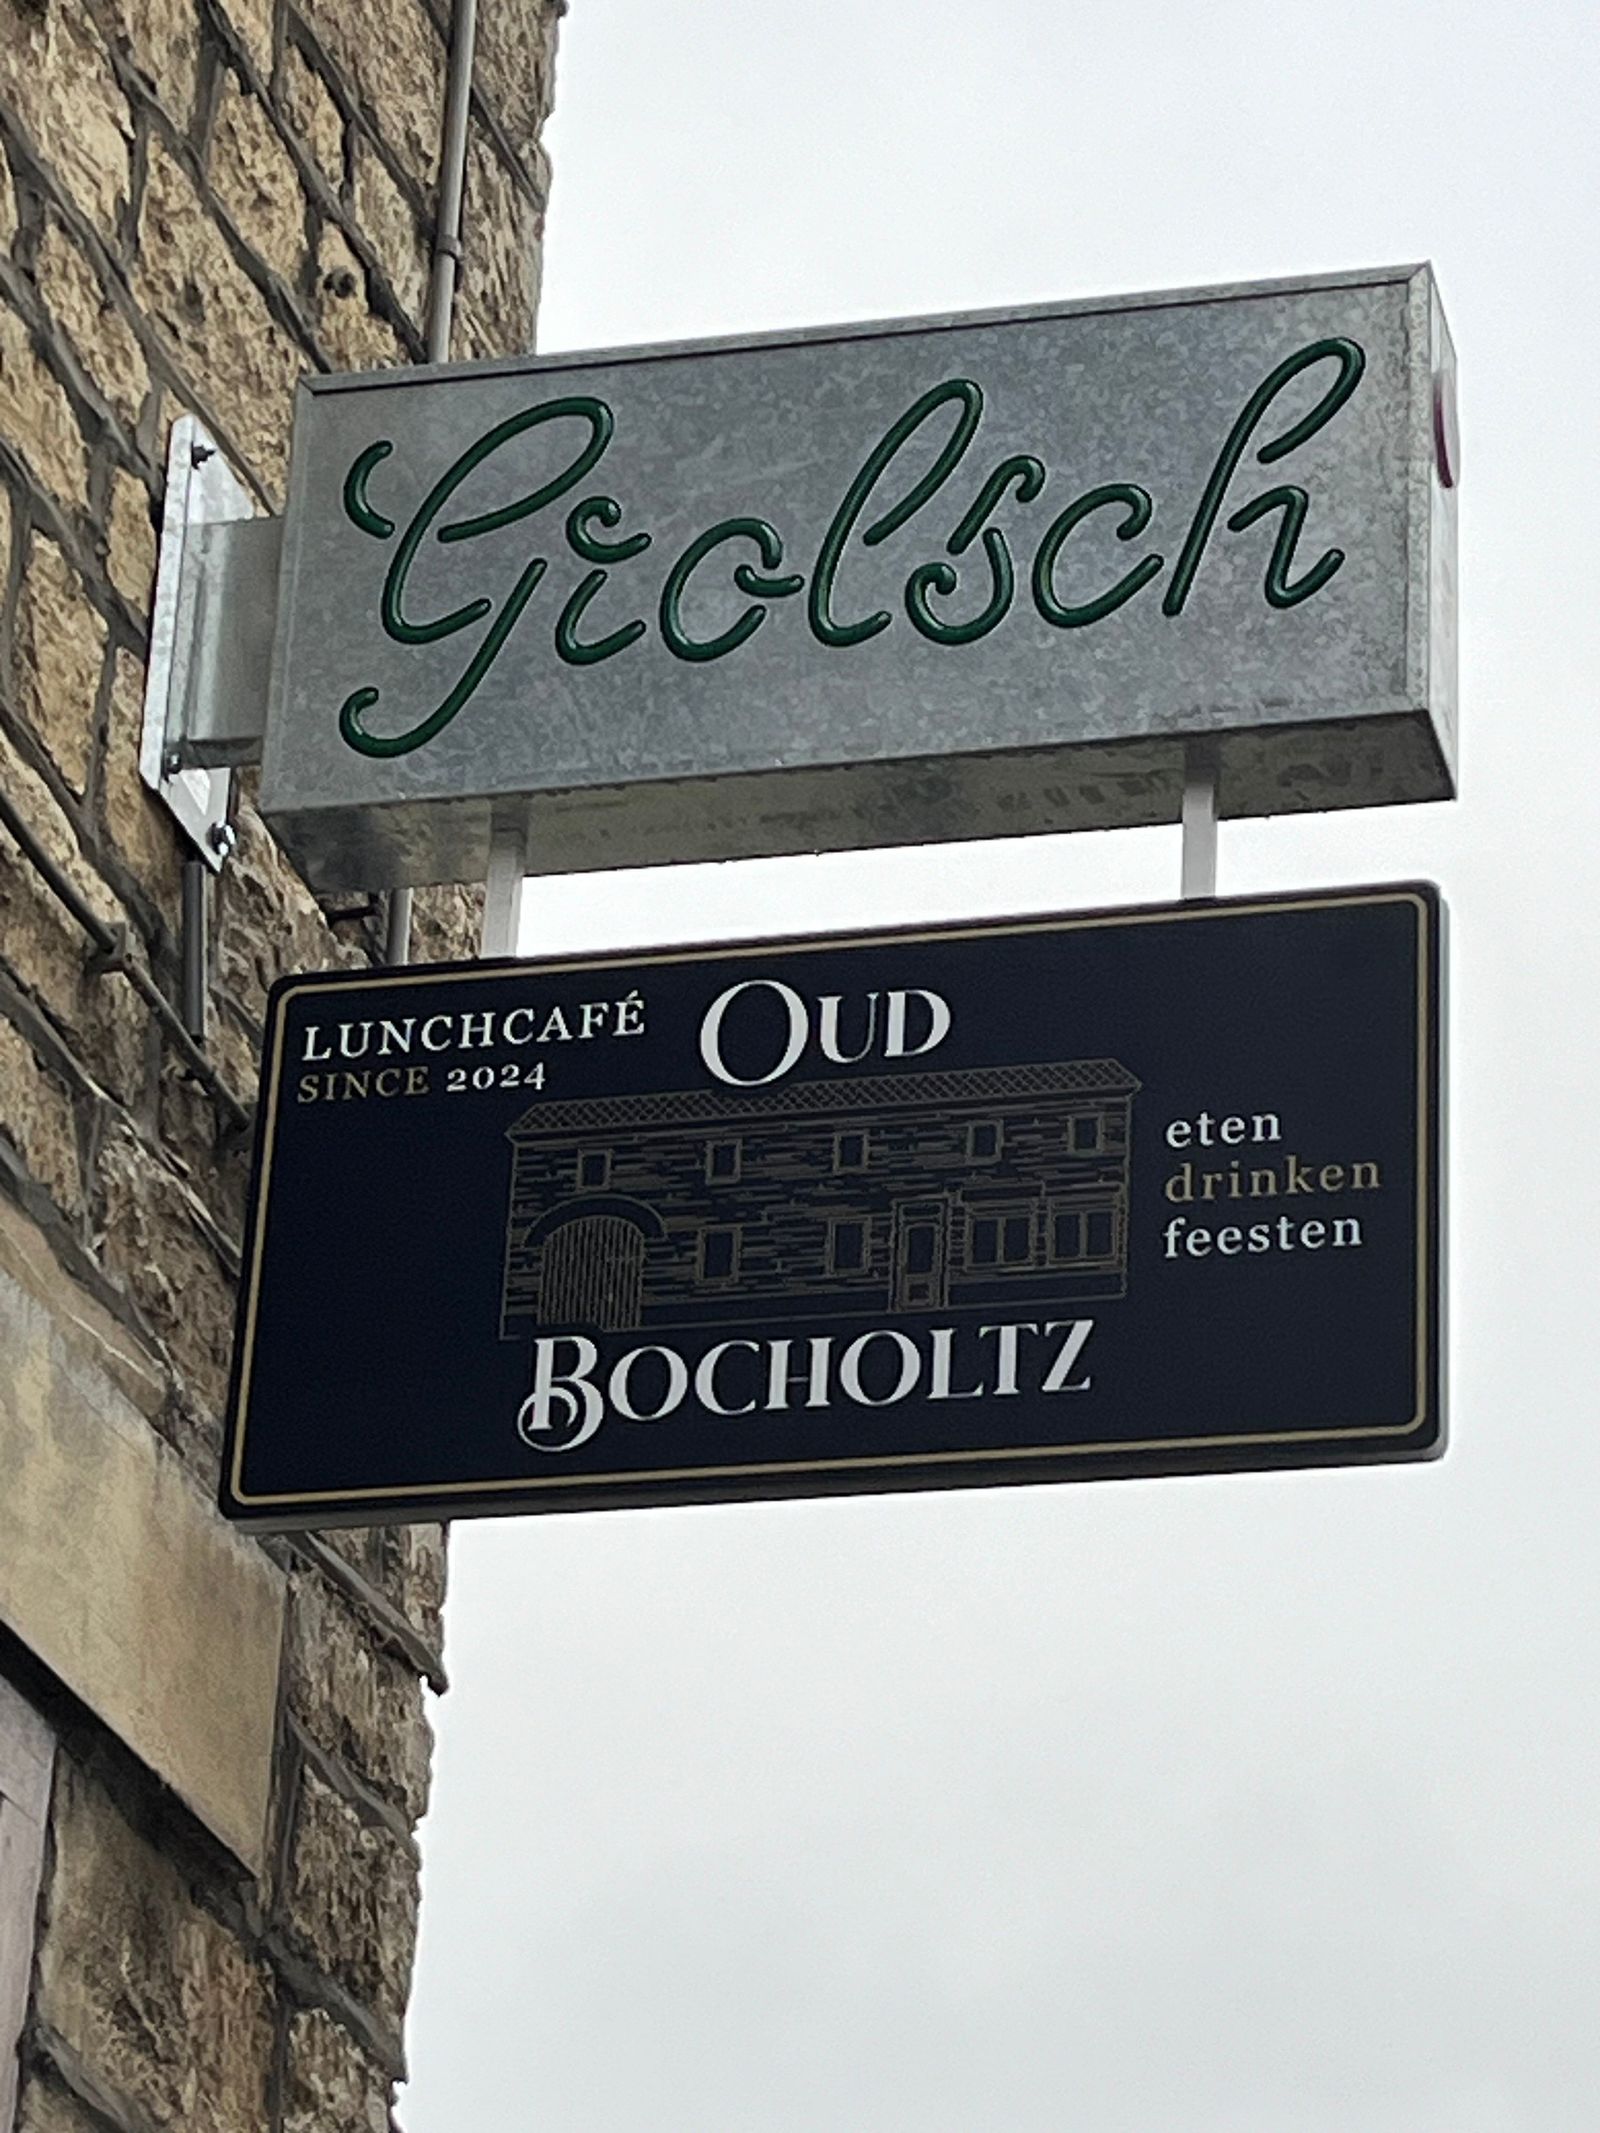 Grolsch
LUNCHCAFÉ
SINCE 2024
OUD
BOCHOLTZ
eten
drinken
feesten